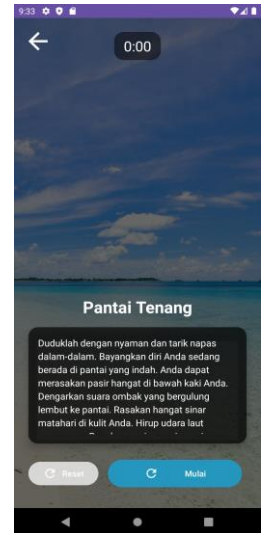 9:33
0:00
Pantai Tenang
Duduklah dengan nyaman dan tarik napas
dalam-dalam. Bayangkan diri Anda sedang
berada di pantai yang indah. Anda dapat
merasakan pasir hangat di bawah kaki Anda.
Dengarkan suara ombak yang bergulung
lembut ke pantai. Rasakan hangat sinar
matahari di kulit Anda. Hirup udara laut
Reset
Mulai